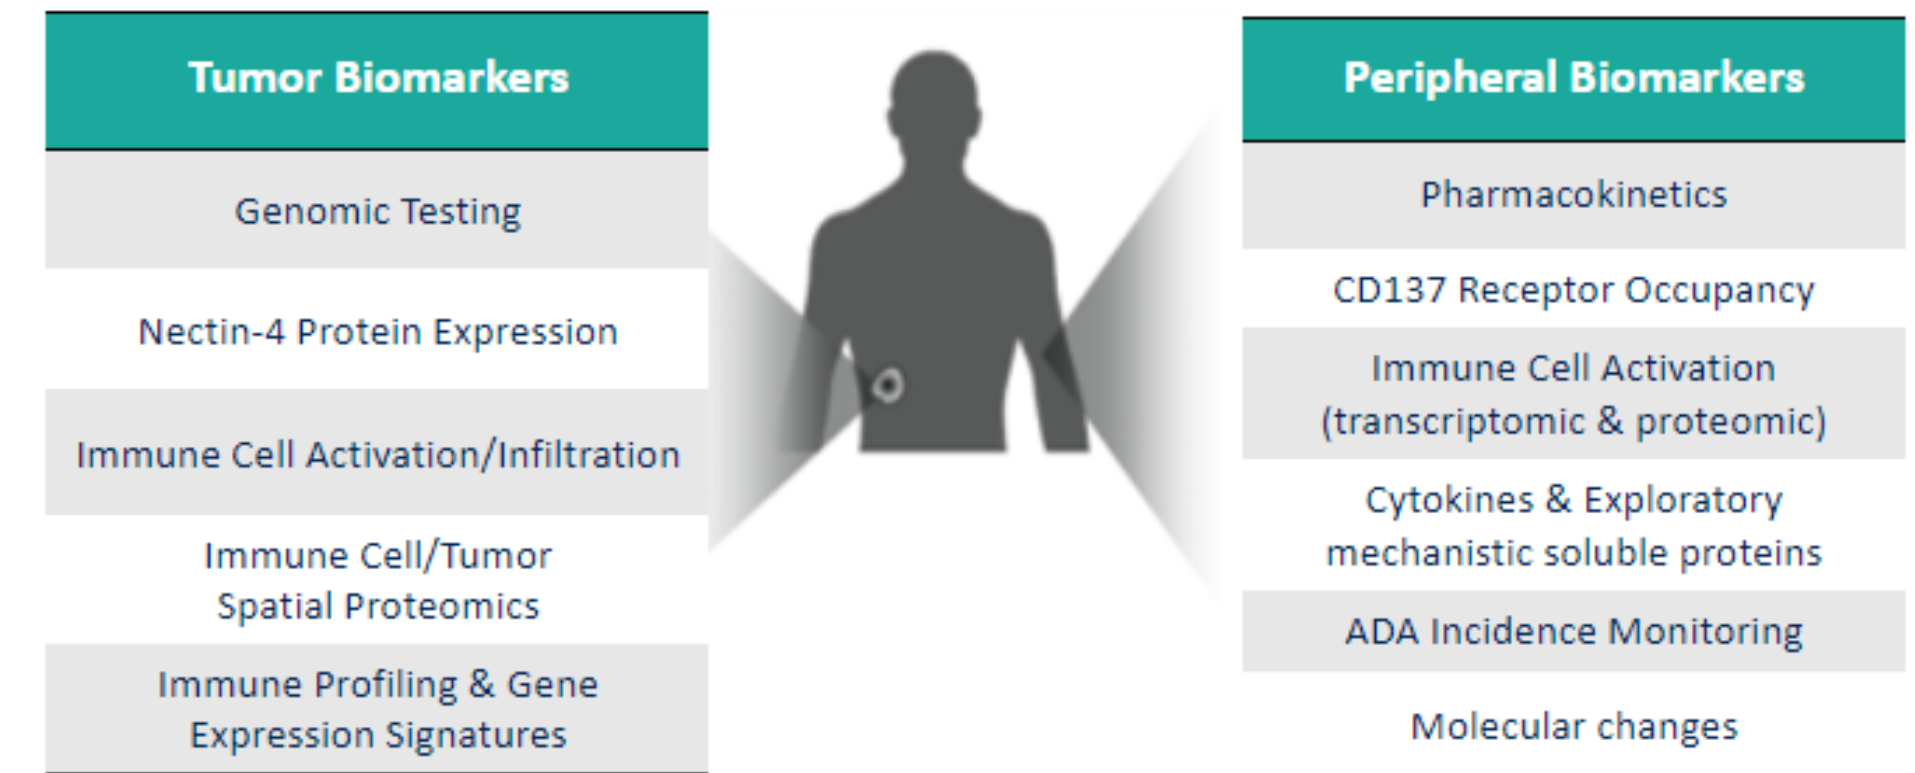 Tumor Biomarkers
Genomic Testing
Nectin-4 Protein Expression
Immune Cell Activation/Infiltration
Immune Cell/Tumor
Spatial Proteomics
Immune Profiling & Gene
Expression Signatures
Peripheral Biomarkers
Pharmacokinetics
CD137 Receptor Occupancy
Immune Cell Activation
(transcriptomic & proteomic)
Cytokines & Exploratory
mechanistic soluble proteins
ADA Incidence Monitoring
Molecular changes